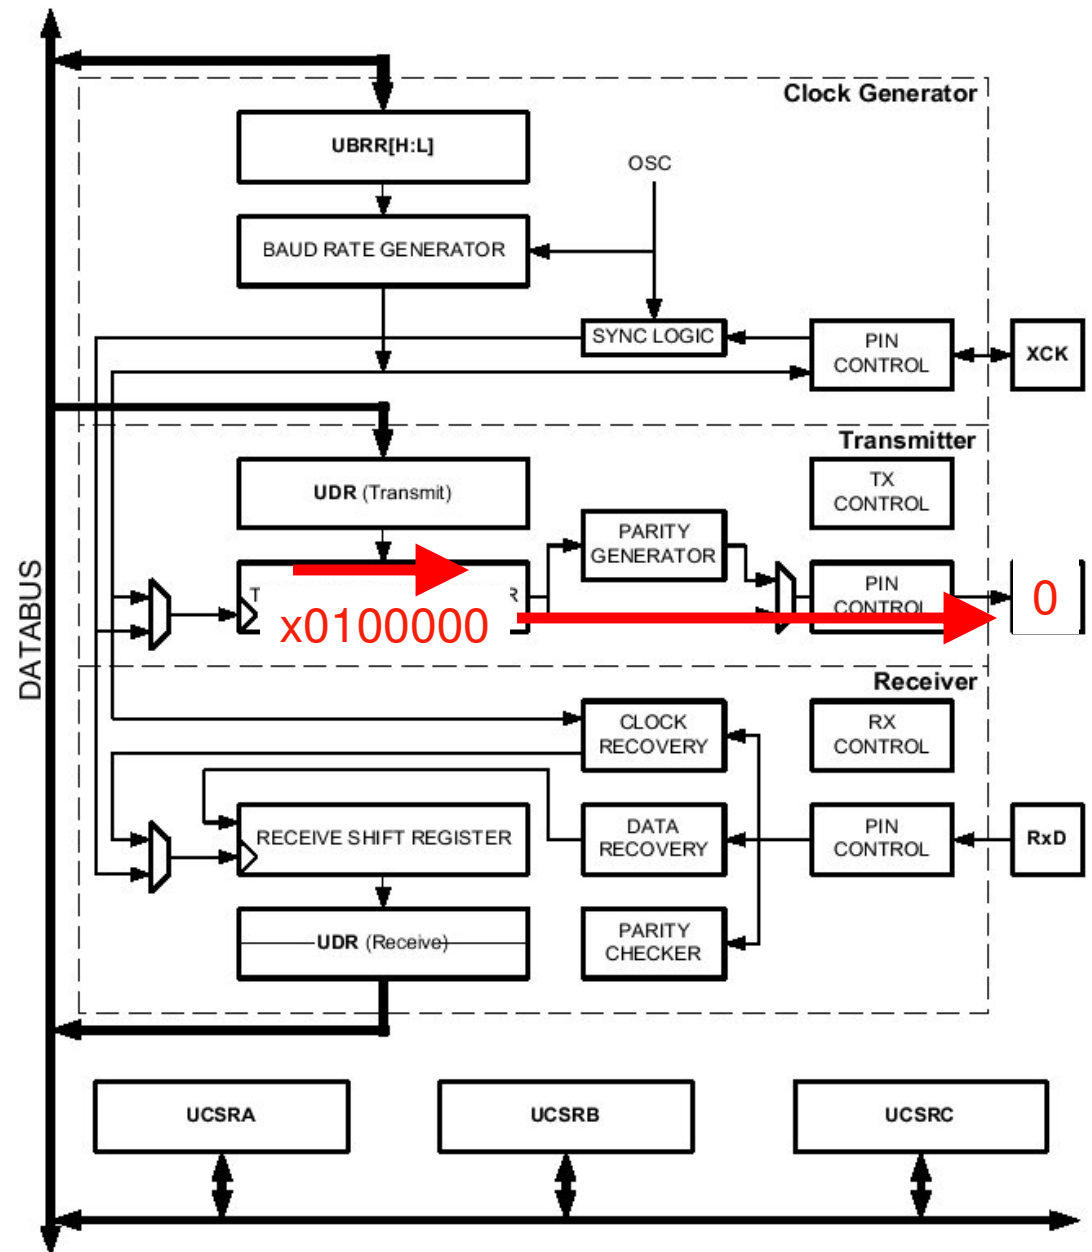 Clock Generator
UBRR[H:L]
OSC
BAUD RATE GENERATOR
SYNC LOGIC
PIN
CONTROL
XCK
Transmitter
TX
CONTROL
UDR (Transmit)
PARITY
GENERATOR
T
R
x0100000
PIN
CONTROL
0
DATABUS
Receiver
CLOCK
RECOVERY
RX
CONTROL
RECEIVE SHIFT REGISTER
DATA
RECOVERY
PIN
CONTROL
RxD
UDR (Receive)
PARITY
CHECKER
UCSRA
UCSRB
UCSRC